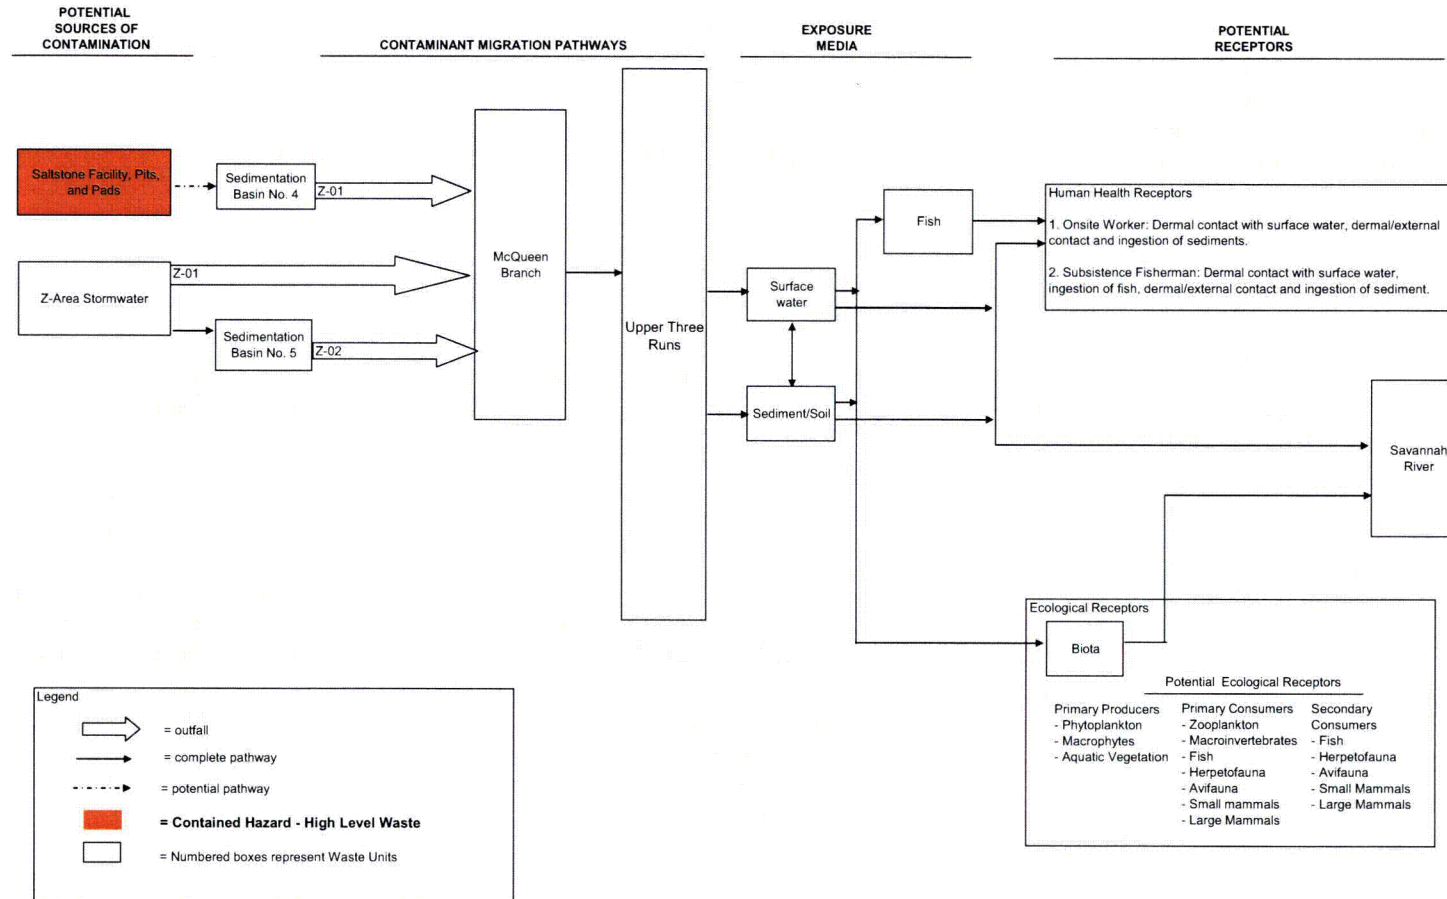 POTENTIAL
SOURCES OF
CONTAMINATION
CONTAMINANT MIGRATION PATHWAYS
EXPOSURE
MEDIA
POTENTIAL
RECEPTORS
Saltstone Facility, Pits,
and Pads
Sedimentation
Basin No. 4
Z-01
Z-Area Stormwater
Z-01
Sedimentation
Basin No. 5
Z-02
McQueen
Branch
Upper Three
Runs
Surface
water
Sediment/Soil
Fish
Human Health Receptors
1. Onsite Worker: Dermal contact with surface water, dermal/external
contact and ingestion of sediments.
2. Subsistence Fisherman: Dermal contact with surface water,
ingestion of fish, dermal/external contact and ingestion of sediment.
Savannah
River
Ecological Receptors
Biota
Potential Ecological Receptors
Primary Producers
- Phytoplankton
- Macrophytes
- Aquatic Vegetation
Primary Consumers
- Zooplankton
- Macroinvertebrates
- Fish
- Herpetofauna
- Avifauna
- Small mammals
- Large Mammals
Secondary
Consumers
- Fish
- Herpetofauna
- Avifauna
- Small Mammals
- Large Mammals
Legend
= outfall
= complete pathway
= potential pathway
= Contained Hazard - High Level Waste
= Numbered boxes represent Waste Units